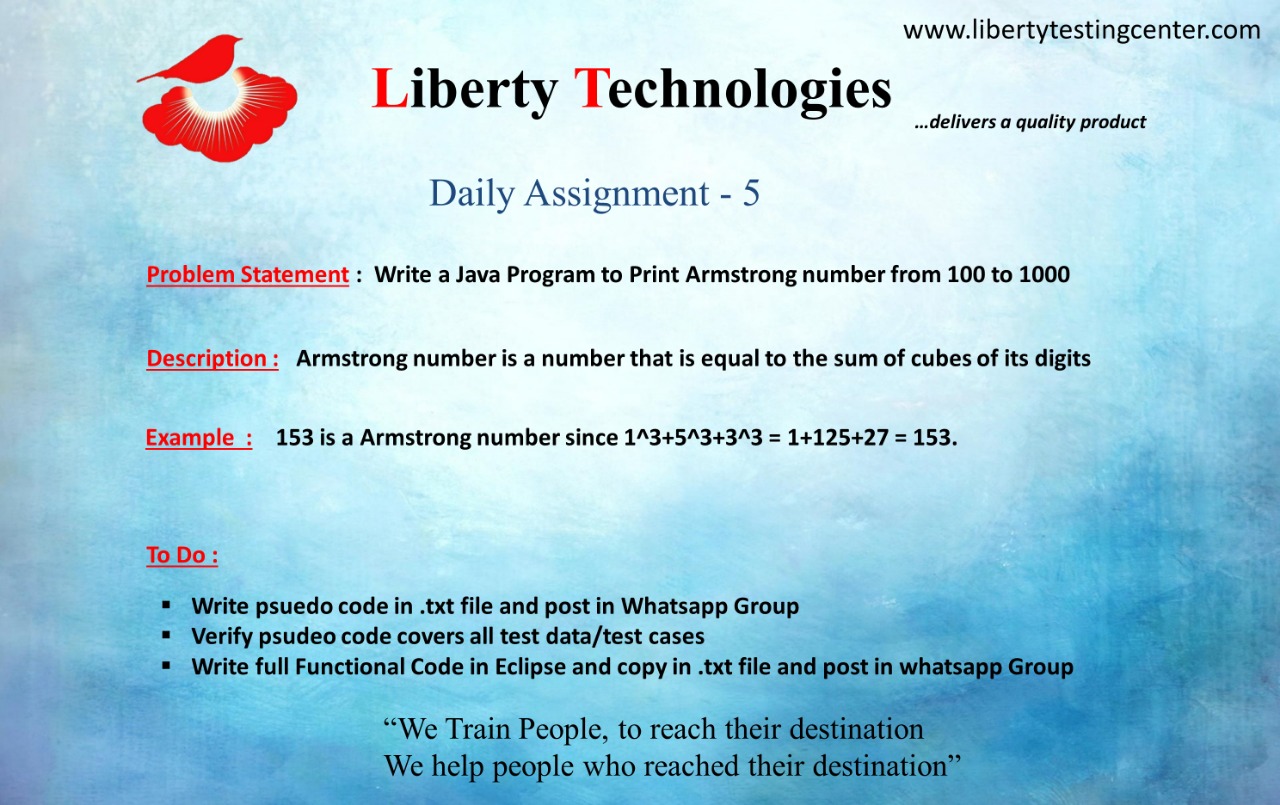 www.libertytestingcenter.com
Liberty Technologies
...delivers a quality product
Daily Assignment - 5
Problem Statement : Write a Java Program to Print Armstrong number from 100 to 1000
Description : Armstrong number is a number that is equal to the sum of cubes of its digits
Example : 153 is a Armstrong number since 1^3+5^3+3^3 = 1+125+27 = 153.
To Do :
▪ Write psuedo code in .txt file and post in Whatsapp Group
▪ Verify psudeo code covers all test data/test cases
▪ Write full Functional Code in Eclipse and copy in .txt file and post in whatsapp Group
“We Train People, to reach their destination
We help people who reached their destination”